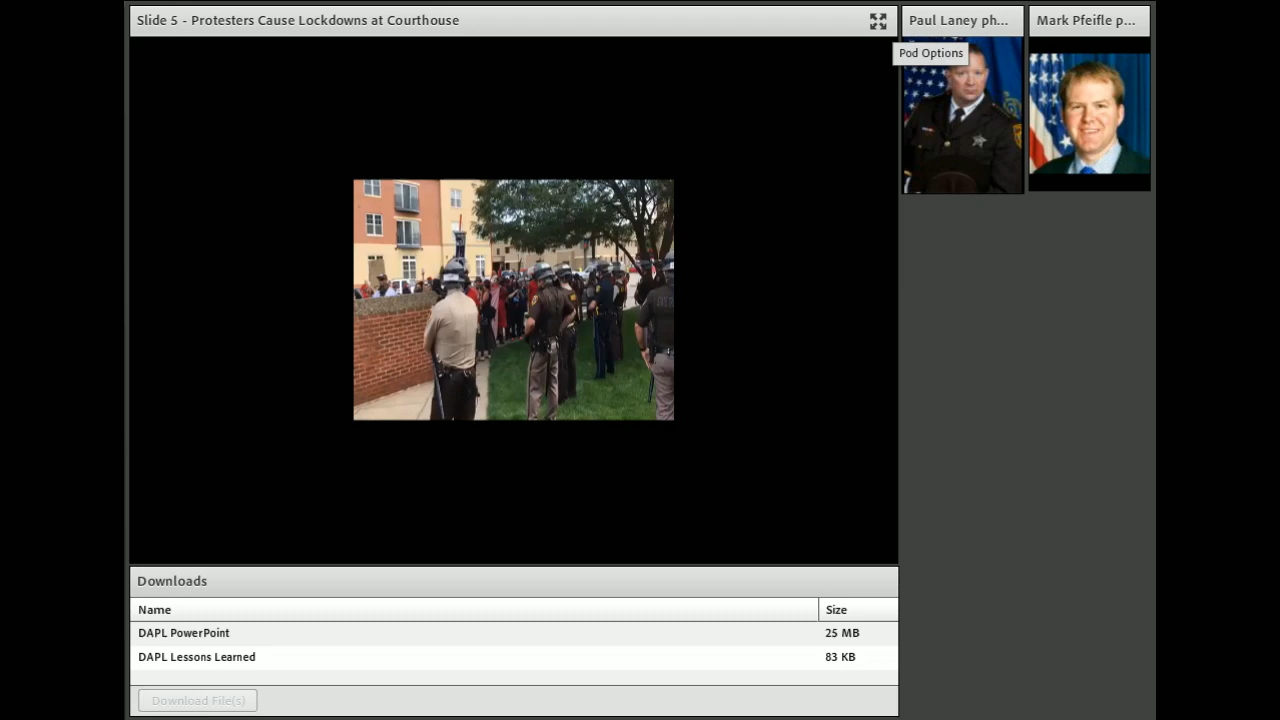 Slide 5 - Protesters Cause Lockdowns at Courthouse
Paul Laney ph...
Mark Pfeifle p...
Pod Options
Downloads
Name
Size
DAPL PowerPoint
25 MB
DAPL Lessons Learned
83 KB
Download File(s)